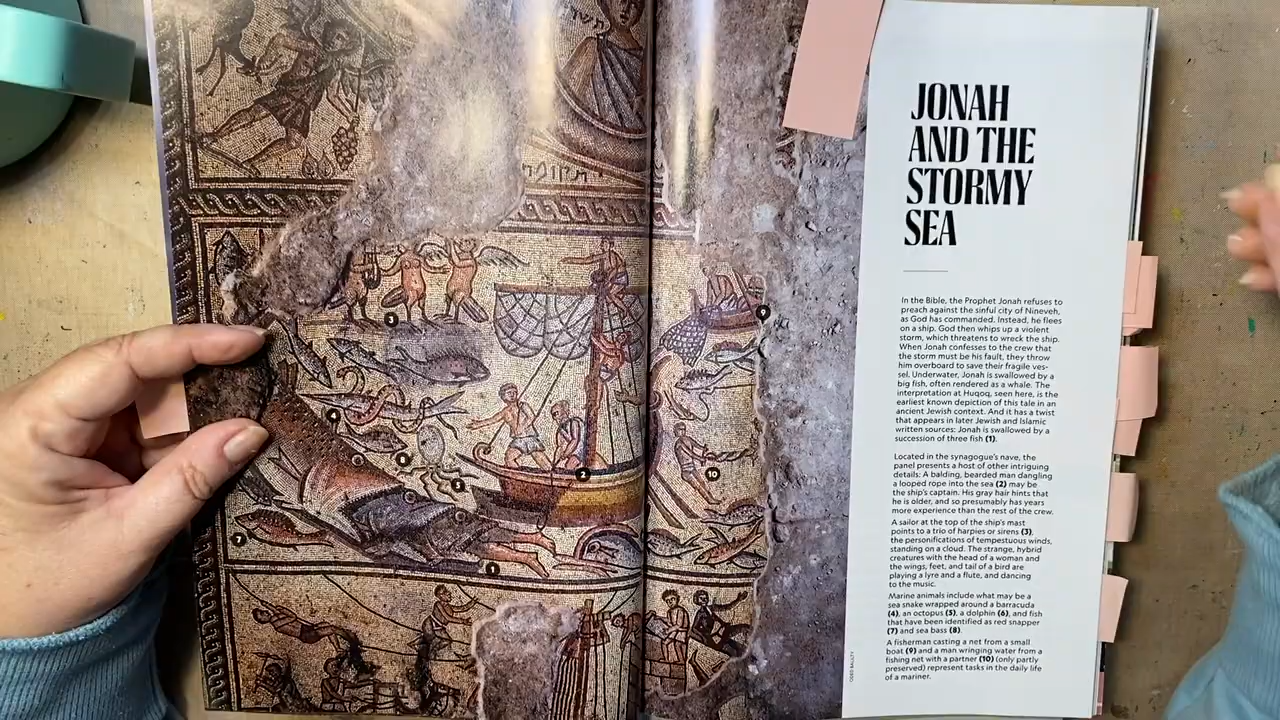 JONAH
AND THE
STORMY
SEA
In the Bible, the Prophet Jonah refuses to
preach against the sinful city of Nineveh,
as God has commanded. Instead, he flees
on a ship. God then whips up a violent
storm, which threatens to wreck the ship.
When Jonah confesses to the crew that
the storm must be his fault, they throw
him overboard to save their fragile ves-
sel. Underwater, Jonah is swallowed by a
big fish, often rendered as a whale. The
interpretation at Huqoq, seen here, is the
earliest known depiction of this tale in an
ancient Jewish context. And it has a twist
that appears in later Jewish and Islamic
written sources: Jonah is swallowed by a
succession of three fish (1).
Located in the synagogue's nave, the
panel presents a host of other intriguing
details: A balding, bearded man dangling
a looped rope into the sea (2) may be
the ship's captain. His gray hair hints that
he is older, and so presumably has years
more experience than the rest of the crew.
A sailor at the top of the ship's mast
points to a trio of harpies or sirens (3),
the personifications of tempestuous winds,
standing on a cloud. The strange, hybrid
creatures with the head of a woman and
the wings, feet, and tail of a bird are
playing a lyre and a flute, and dancing
to the music.
Marine animals include what may be a
sea snake wrapped around a barracuda
(4), an octopus (5), a dolphin (6), and fish
that have been identified as red snapper
(7) and sea bass (8).
A fisherman casting a net from a small
boat (9) and a man wringing water from a
fishing net with a partner (10) (only partly
preserved) represent tasks in the daily life
of a mariner.
ODED BALILTY
3
9
4
8
5
2
10
7
1